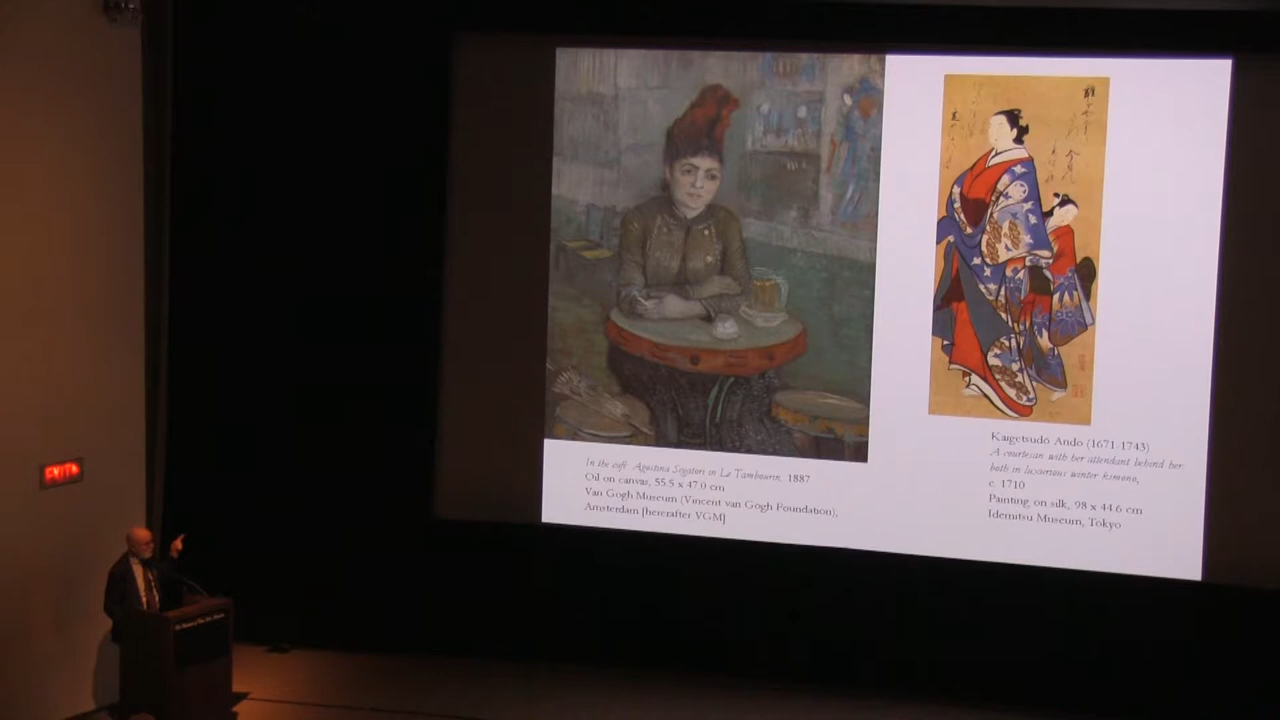 EXIT
In the café Agostina Segatori in Le Tambourin, 1887
Oil on canvas, 55.5 x 47.0 cm
Van Gogh Museum (Vincent van Gogh Foundation),
Amsterdam [hereafter VGM]
Kaigetsudō Ando (1671-1743)
A courtesan with her attendant behind her
both in luxurious winter kimono,
c. 1710
Painting on silk, 98 x 44.6 cm
Idemitsu Museum, Tokyo